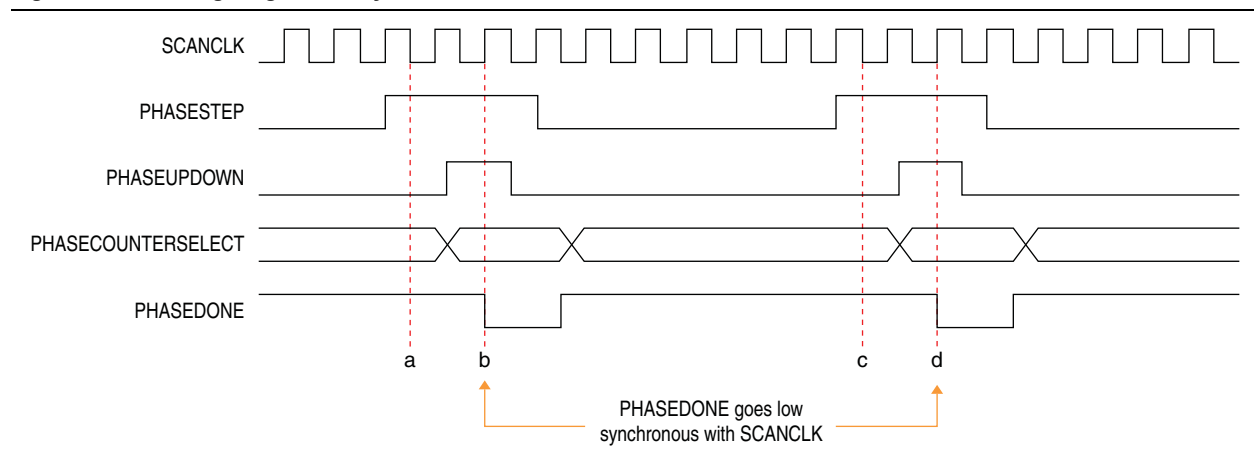 SCANCLK
PHASESTEP
PHASEUPDOWN
PHASECOUNTERSELECT
PHASEDONE
a b c d
PHASEDONE goes low
synchronous with SCANCLK